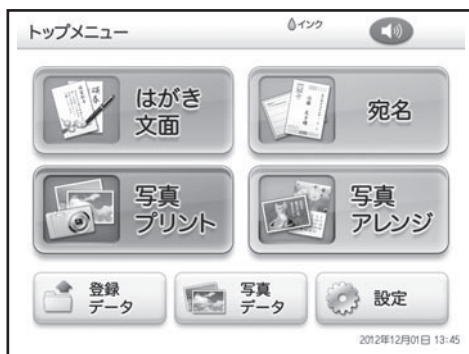 トップメニュー
インク
はがき
文面
宛名
写真
プリント
写真
アレンジ
登録
データ
写真
データ
設定
2012年12月01日 13:45